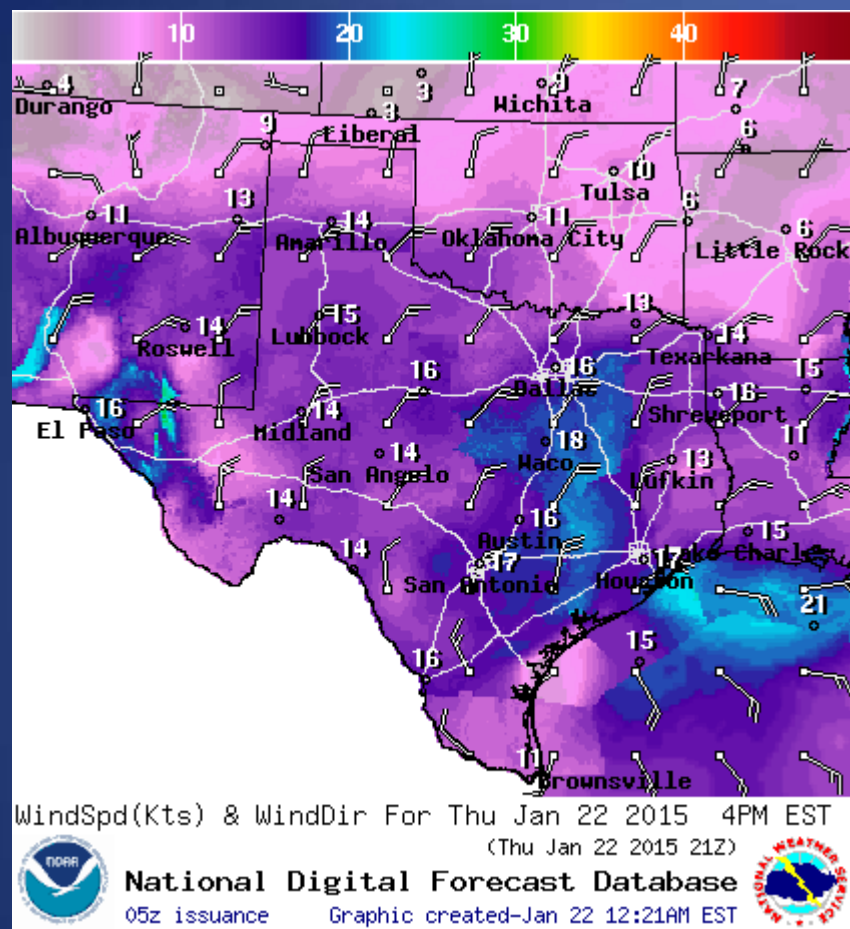 10 20 30 40
4 3 9 7
Durango Wichita
3
Liberal
9 6
10
Tulsa
11 13 14 11 6 6
Albuquerque Amarillo Oklahoma City Little Rock
14 15 13 14
Roswell Lubbock Texarkana
16 15
Dallas
16 16 16
El Paso 14 Shreveport
Midland
14 18 13 11
San Angelo Waco Lufkin
14 16 15
Austin
14 17 17 Lake Charles
San Antonio Houston
21
16 15
11
Brownsville
WindSpd(Kts) & WindDir For Thu Jan 22 2015 4PM EST
(Thu Jan 22 2015 21Z)
NOAA
National Digital Forecast Database
05z issuance Graphic created-Jan 22 12:21AM EST
NATIONAL WEATHER SERVICE